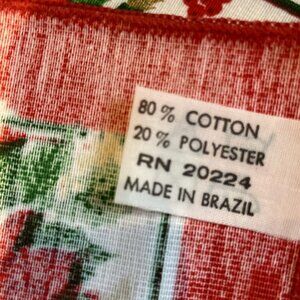 80% COTTON
20% POLYESTER
RN 20224
MADE IN BRAZIL